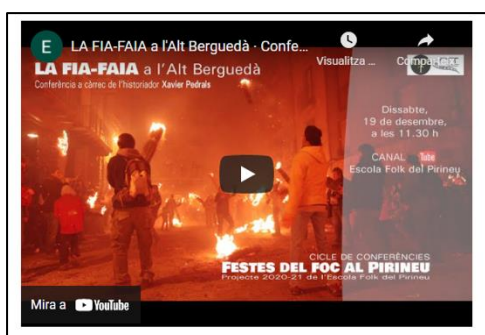 E
LA FIA-FAIA a l'Alt Berguedà · Confe...
Visualitza ...
Comparteix
LA FIA-FAIA a l'Alt Berguedà
Conferència a càrrec de l'historiador Xavier Pedrals
Dissabte,
19 de desembre,
a les 11.30 h
CANAL Tube
Escola Folk del Pirineu
CICLE DE CONFERÈNCIES
FESTES DEL FOC AL PIRINEU
Projecte 2020-21 de l'Escola Folk del Pirineu
Mira a YouTube